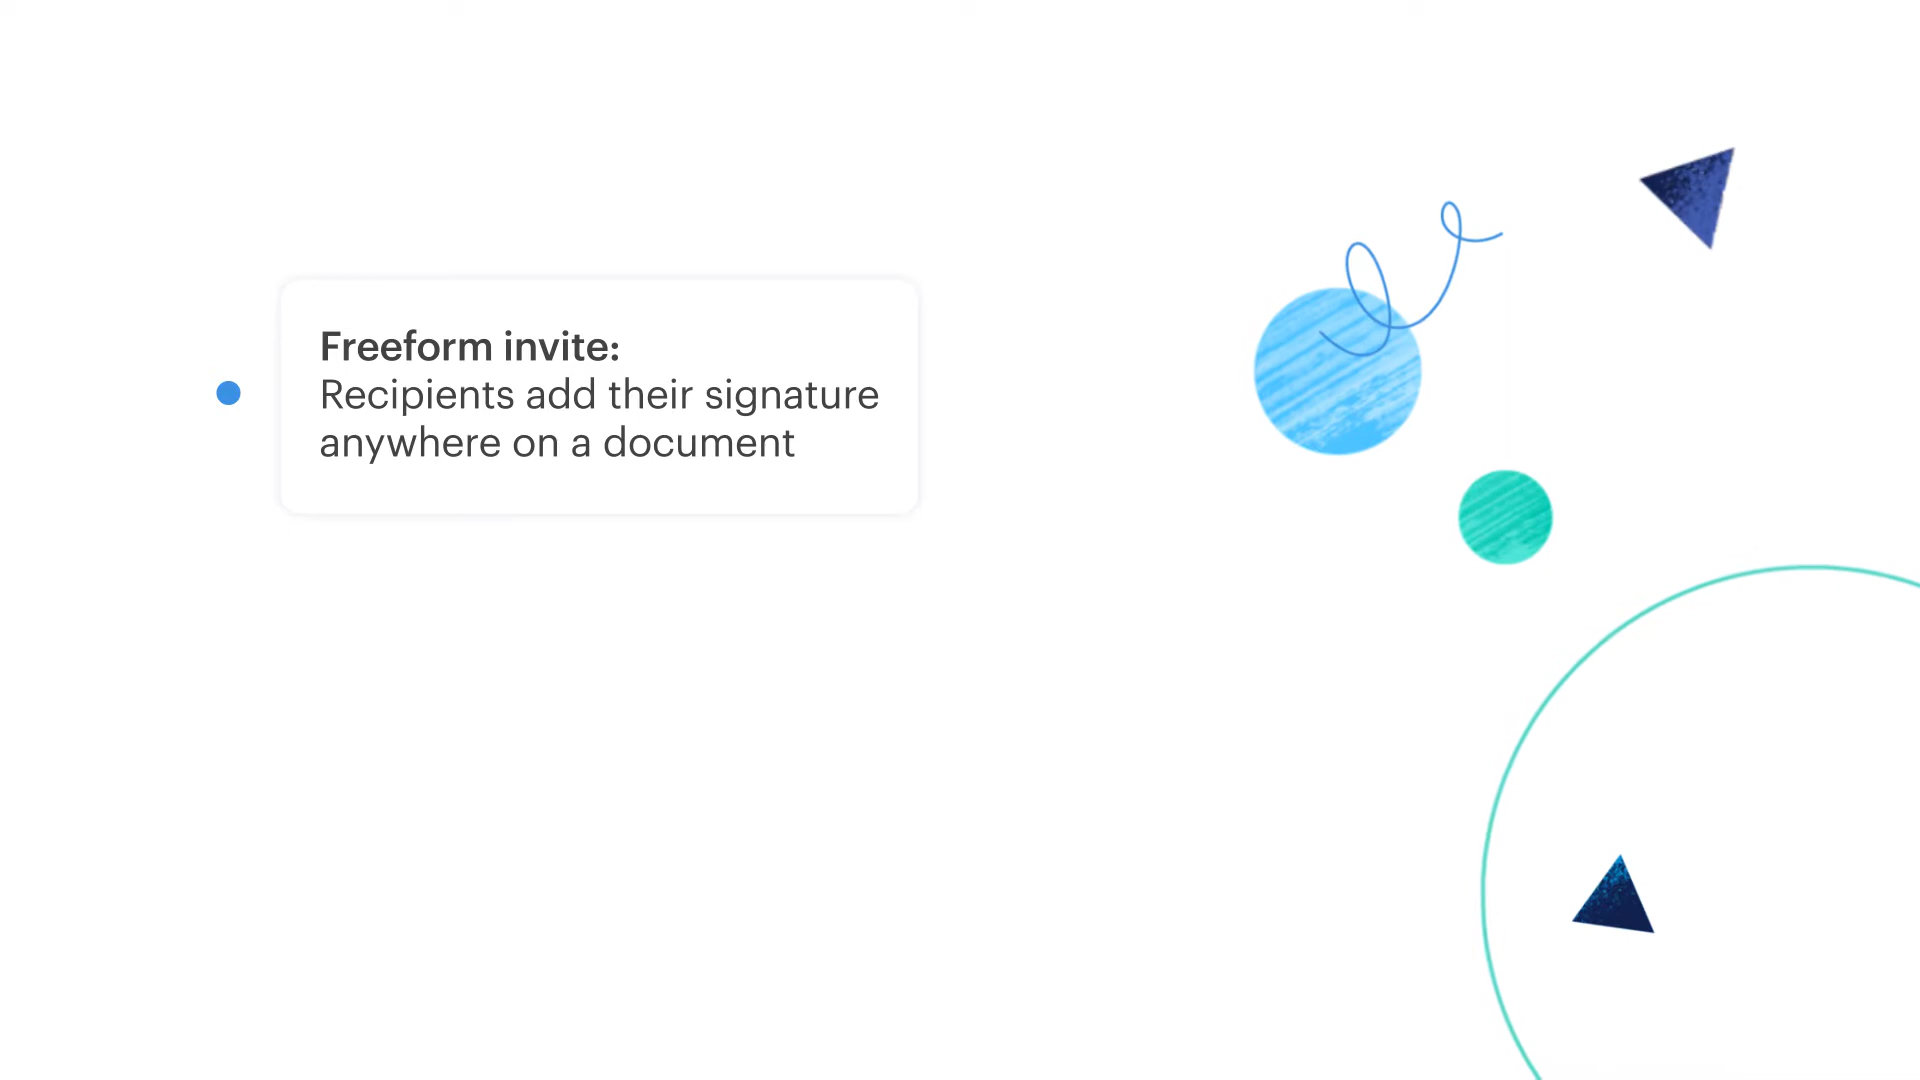 Freeform invite:
Recipients add their signature
anywhere on a document